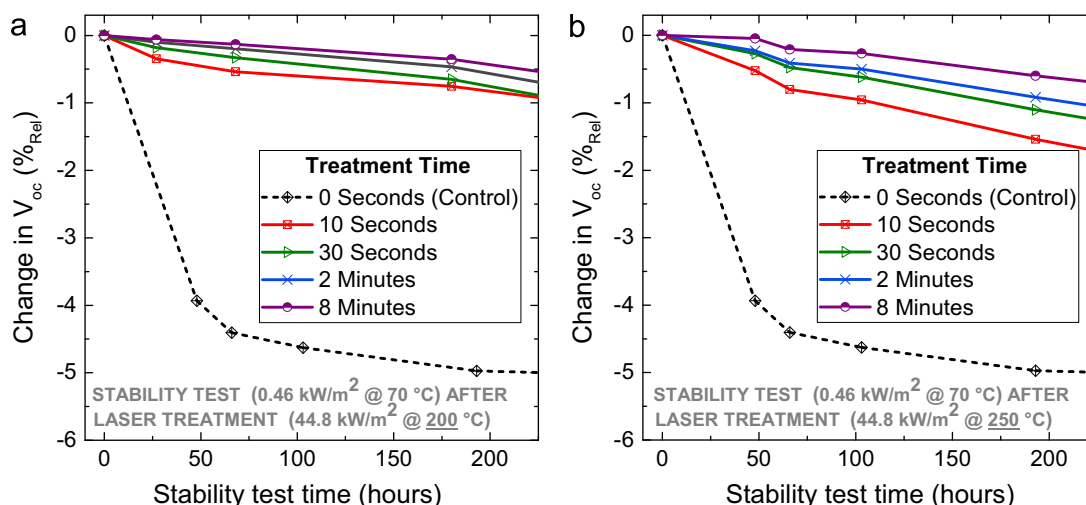 a
0
-1
-2
-3
-4
-5
-6
Change in Voc (%Rel)
Treatment Time
0 Seconds (Control)
10 Seconds
30 Seconds
2 Minutes
8 Minutes
STABILITY TEST (0.46 kW/m² @ 70 °C) AFTER
LASER TREATMENT (44.8 kW/m² @ 200 °C)
0 50 100 150 200
Stability test time (hours)
b
0
-1
-2
-3
-4
-5
-6
Change in Voc (%Rel)
Treatment Time
0 Seconds (Control)
10 Seconds
30 Seconds
2 Minutes
8 Minutes
STABILITY TEST (0.46 kW/m² @ 70 °C) AFTER
LASER TREATMENT (44.8 kW/m² @ 250 °C)
0 50 100 150 200
Stability test time (hours)